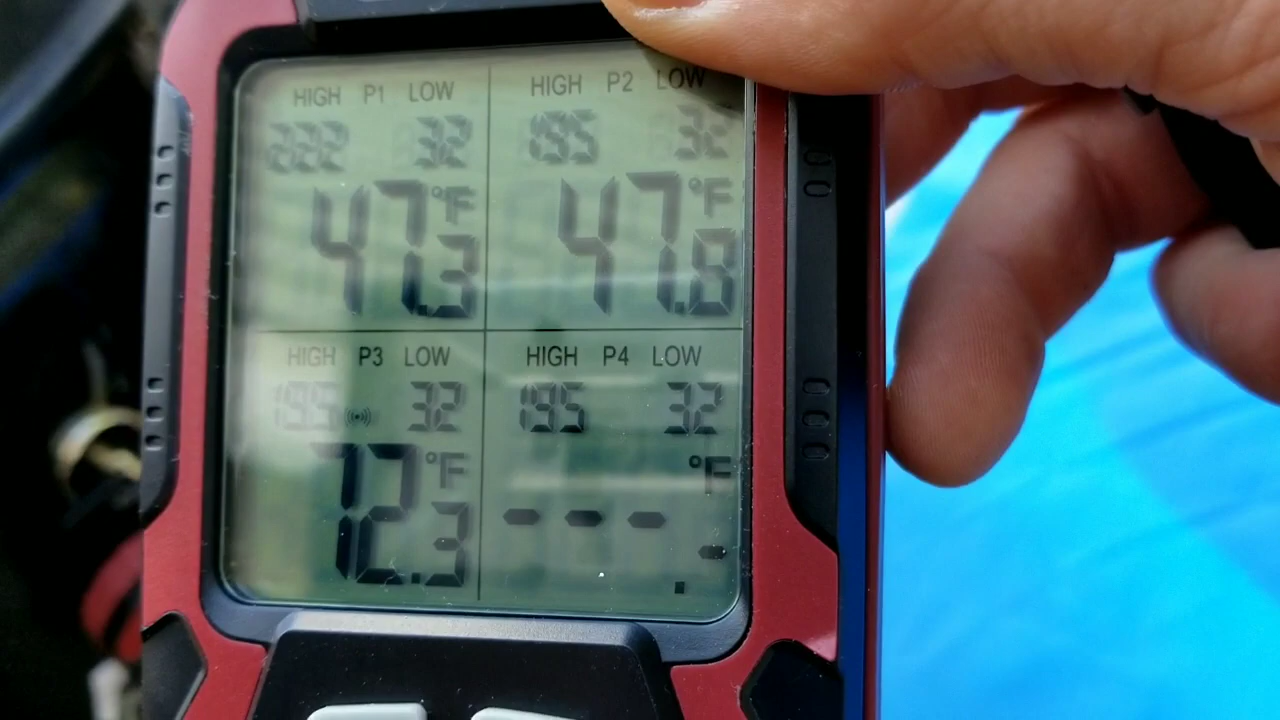 HIGH P1 LOW
222 32
47.3 °F
HIGH P2 LOW
195 32
47.8 °F
HIGH P3 LOW
195 32
72.3 °F
HIGH P4 LOW
195 32
---.- °F